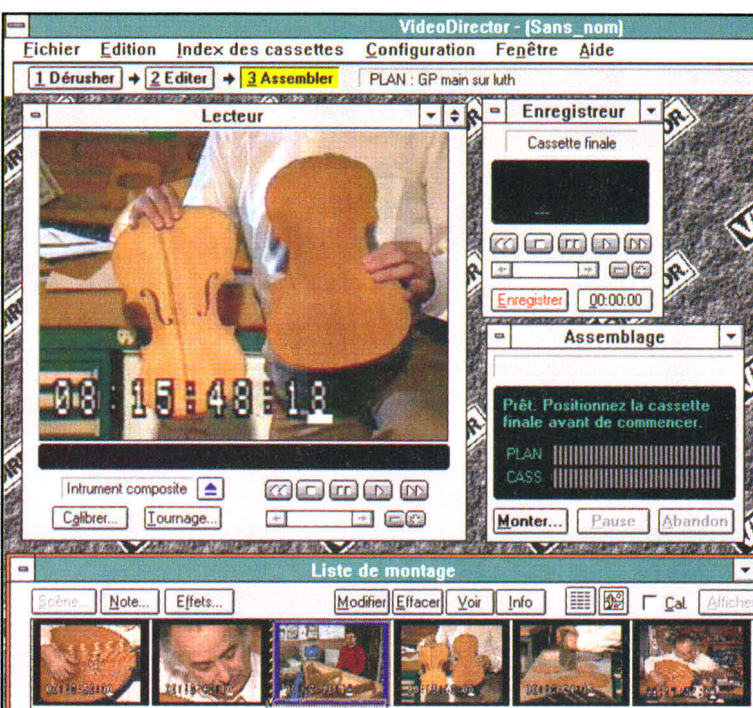 VideoDirector - (Sans_nom)
Fichier Edition Index des cassettes Configuration Fenêtre Aide
1 Dérusher → 2 Editer → 3 Assembler PLAN : GP main sur luth
Lecteur
08:15:48:18
Intrument composite
Calibrer... Tournage...
Enregistreur
Cassette finale
Enregistrer 00:00:00
Assemblage
Prêt. Positionnez la cassette
finale avant de commencer.
PLAN
CASS
Monter... Pause Abandon
Liste de montage
Scène... Note... Effets... Modifier Effacer Voir Info Cal. Affiche